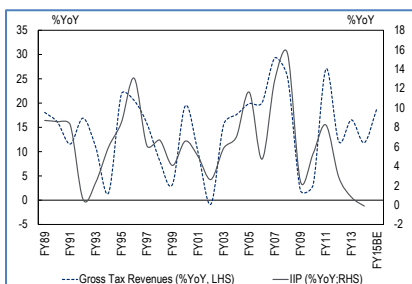 %YoY
%YoY
35
30
25
20
15
10
5
0
-5
18
16
14
12
10
8
6
4
2
0
-2
FY89
FY91
FY93
FY95
FY97
FY99
FY01
FY03
FY05
FY07
FY09
FY11
FY13
FY15BE
Gross Tax Revenues (%YoY, LHS)
IIP (%YoY;RHS)